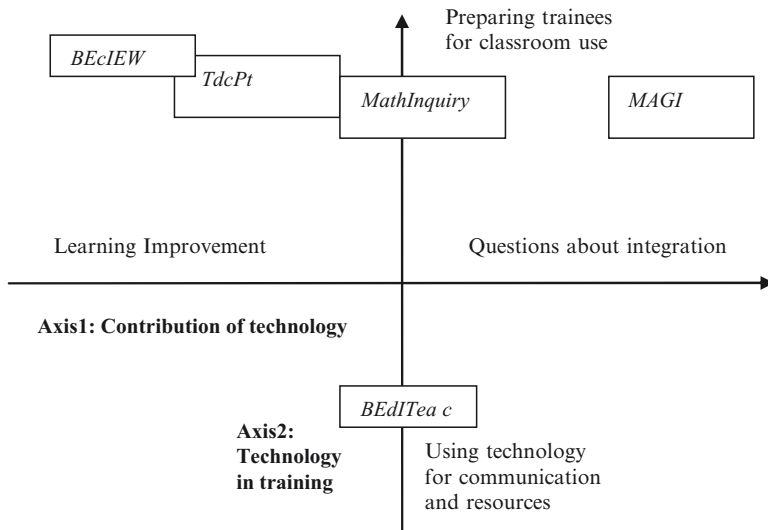 Preparing trainees
for classroom use
BEcIEW
TdcPt
MathInquiry
MAGI
Learning Improvement
Questions about integration
Axis1: Contribution of technology
BEdITea c
Axis2:
Technology
in training
Using technology
for communication
and resources